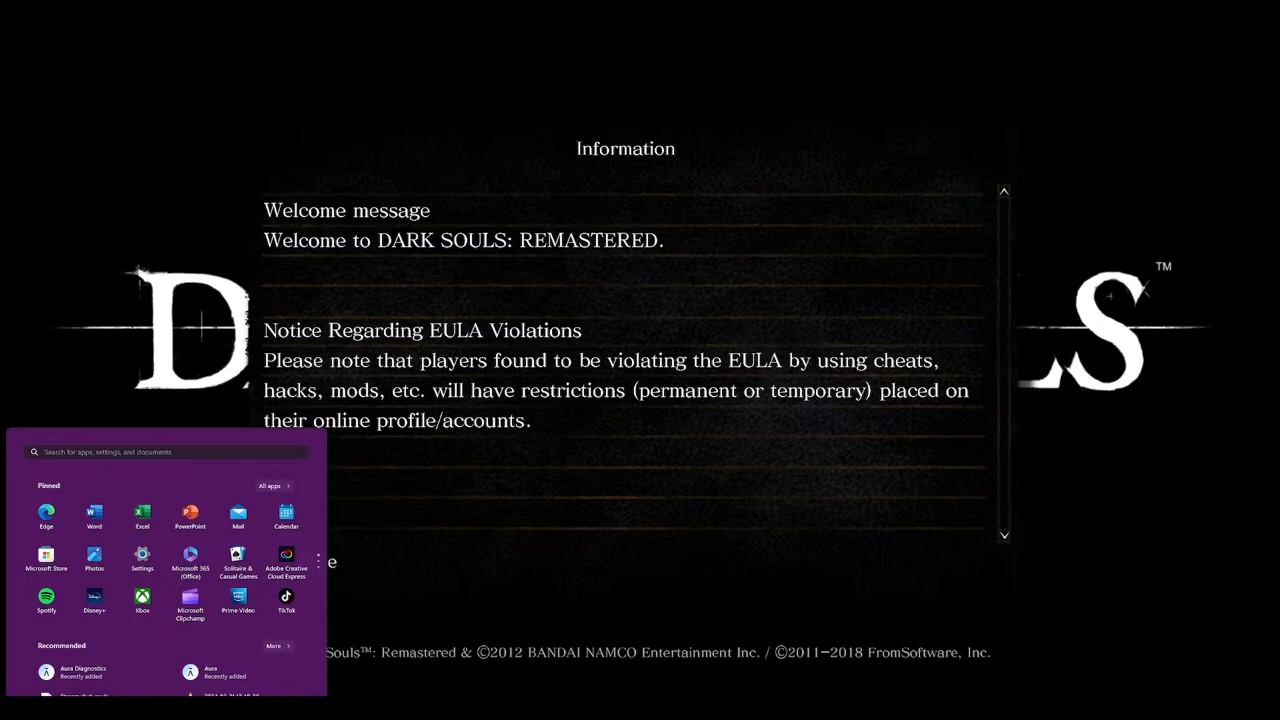 Information
Welcome message
Welcome to DARK SOULS: REMASTERED.
D
S
™
Notice Regarding EULA Violations
Please note that players found to be violating the EULA by using cheats,
hacks, mods, etc. will have restrictions (permanent or temporary) placed on
their online profile/accounts.
Search for apps, settings, and documents
Pinned
All apps
Edge
Word
Excel
PowerPoint
Mail
Calendar
Microsoft Store
Photos
Settings
Microsoft 365
(Office)
Solitaire &
Casual Games
Adobe Creative
Cloud Express
e
Spotify
Disney+
Xbox
Microsoft
Clipchamp
Prime Video
TikTok
Recommended
More
Aura Diagnostics
Recently added
Aura
Recently added
Souls™: Remastered & ©2012 BANDAI NAMCO Entertainment Inc. / ©2011-2018 FromSoftware, Inc.